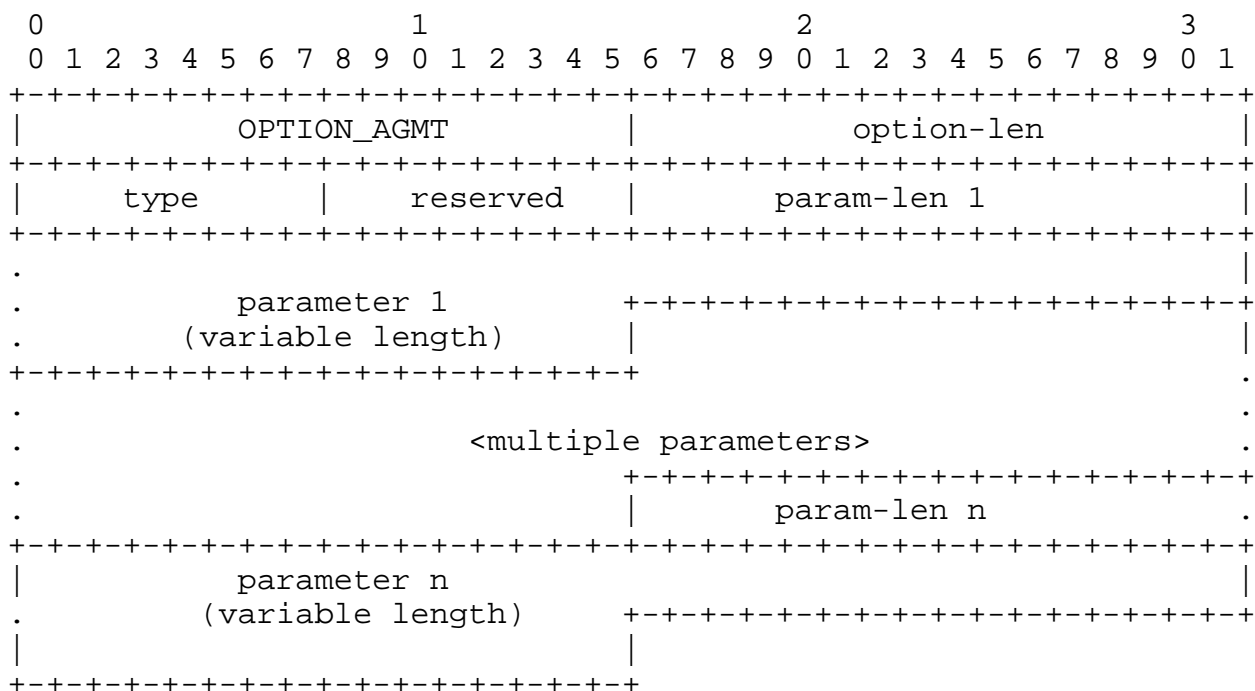 0                   1                   2                   3
 0 1 2 3 4 5 6 7 8 9 0 1 2 3 4 5 6 7 8 9 0 1 2 3 4 5 6 7 8 9 0 1
+-+-+-+-+-+-+-+-+-+-+-+-+-+-+-+-+-+-+-+-+-+-+-+-+-+-+-+-+-+-+-+-+
|           OPTION_AGMT         |           option-len          |
+-+-+-+-+-+-+-+-+-+-+-+-+-+-+-+-+-+-+-+-+-+-+-+-+-+-+-+-+-+-+-+-+
|     type      |    reserved   |       param-len 1             |
+-+-+-+-+-+-+-+-+-+-+-+-+-+-+-+-+-+-+-+-+-+-+-+-+-+-+-+-+-+-+-+-+
.                                                               |
.           parameter 1         +-+-+-+-+-+-+-+-+-+-+-+-+-+-+-+-+
.        (variable length)      |                               |
+-+-+-+-+-+-+-+-+-+-+-+-+-+-+-+-+                               .
.                                                               .
.                       <multiple parameters>                   .
.                               +-+-+-+-+-+-+-+-+-+-+-+-+-+-+-+-+
.                               |       param-len n             .
+-+-+-+-+-+-+-+-+-+-+-+-+-+-+-+-+-+-+-+-+-+-+-+-+-+-+-+-+-+-+-+-+
|           parameter n                                         |
.         (variable length)     +-+-+-+-+-+-+-+-+-+-+-+-+-+-+-+-+
|                               |
+-+-+-+-+-+-+-+-+-+-+-+-+-+-+-+-+